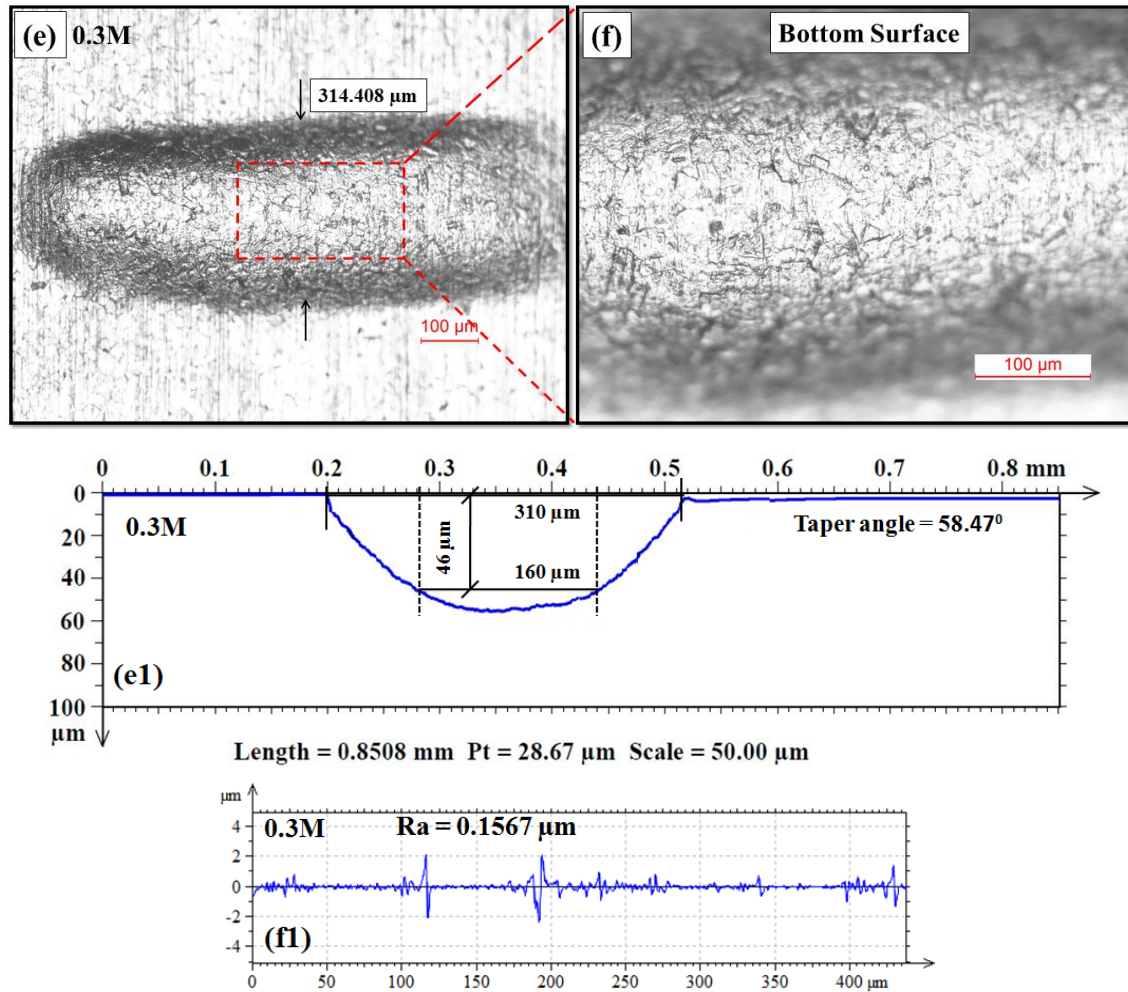 (e) 0.3M
314.408 µm
100 µm
(f) Bottom Surface
100 µm
0 0.1 0.2 0.3 0.4 0.5 0.6 0.7 0.8 mm
0
20
40
60
80
100
µm
0.3M
46 µm
310 µm
160 µm
Taper angle = 58.47⁰
(e1)
Length = 0.8508 mm Pt = 28.67 µm Scale = 50.00 µm
µm
4
2
0
-2
-4
0.3M Ra = 0.1567 µm
(f1)
0 50 100 150 200 250 300 350 400 µm